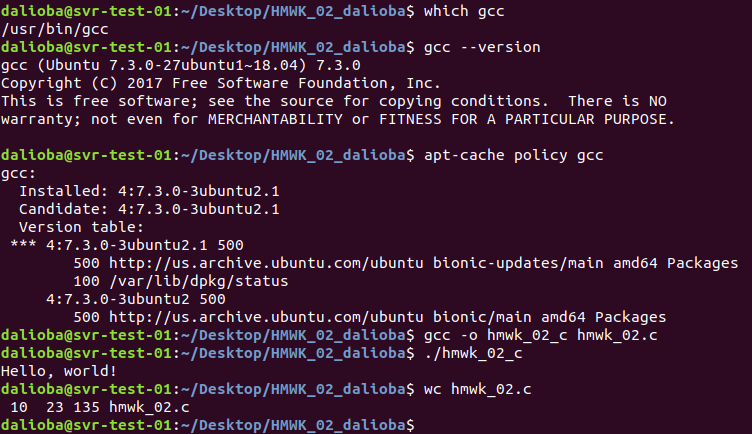 dalioba@svr-test-01:~/Desktop/HMWK_02_dalioba$ which gcc
/usr/bin/gcc
dalioba@svr-test-01:~/Desktop/HMWK_02_dalioba$ gcc --version
gcc (Ubuntu 7.3.0-27ubuntu1~18.04) 7.3.0
Copyright (C) 2017 Free Software Foundation, Inc.
This is free software; see the source for copying conditions.  There is NO
warranty; not even for MERCHANTABILITY or FITNESS FOR A PARTICULAR PURPOSE.

dalioba@svr-test-01:~/Desktop/HMWK_02_dalioba$ apt-cache policy gcc
gcc:
  Installed: 4:7.3.0-3ubuntu2.1
  Candidate: 4:7.3.0-3ubuntu2.1
  Version table:
 *** 4:7.3.0-3ubuntu2.1 500
        500 http://us.archive.ubuntu.com/ubuntu bionic-updates/main amd64 Packages
        100 /var/lib/dpkg/status
     4:7.3.0-3ubuntu2 500
        500 http://us.archive.ubuntu.com/ubuntu bionic/main amd64 Packages
dalioba@svr-test-01:~/Desktop/HMWK_02_dalioba$ gcc -o hmwk_02_c hmwk_02.c
dalioba@svr-test-01:~/Desktop/HMWK_02_dalioba$ ./hmwk_02_c
Hello, world!
dalioba@svr-test-01:~/Desktop/HMWK_02_dalioba$ wc hmwk_02.c
 10  23 135 hmwk_02.c
dalioba@svr-test-01:~/Desktop/HMWK_02_dalioba$